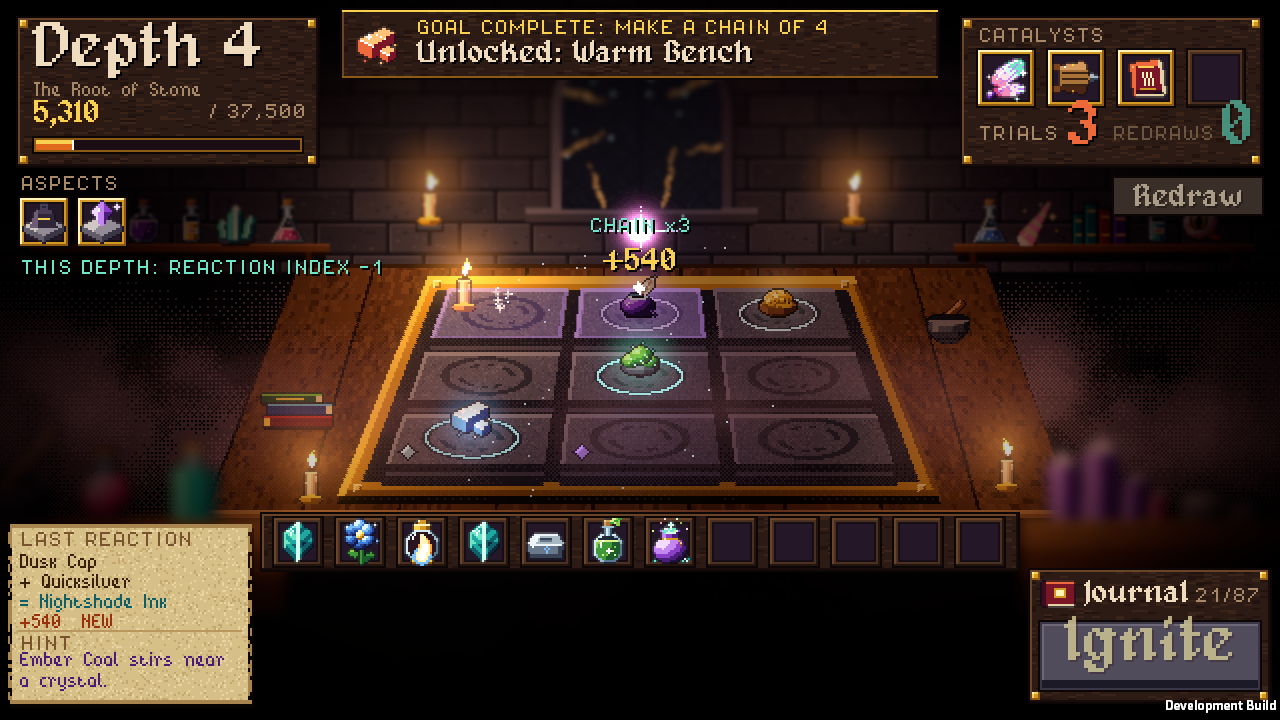 Depth 4
The Root of Stone
5,310 / 37,500
ASPECTS
THIS DEPTH: REACTION INDEX -1
GOAL COMPLETE: MAKE A CHAIN OF 4
Unlocked: Warm Bench
CATALYSTS
TRIALS 3 REDRAWS 0
Redraw
CHAIN x3
+540
LAST REACTION
Dusk Cap
+ Quicksilver
= Nightshade Ink
+540 NEW
HINT
Ember Coal stirs near
a crystal.
Journal 21/87
Ignite
Development Build